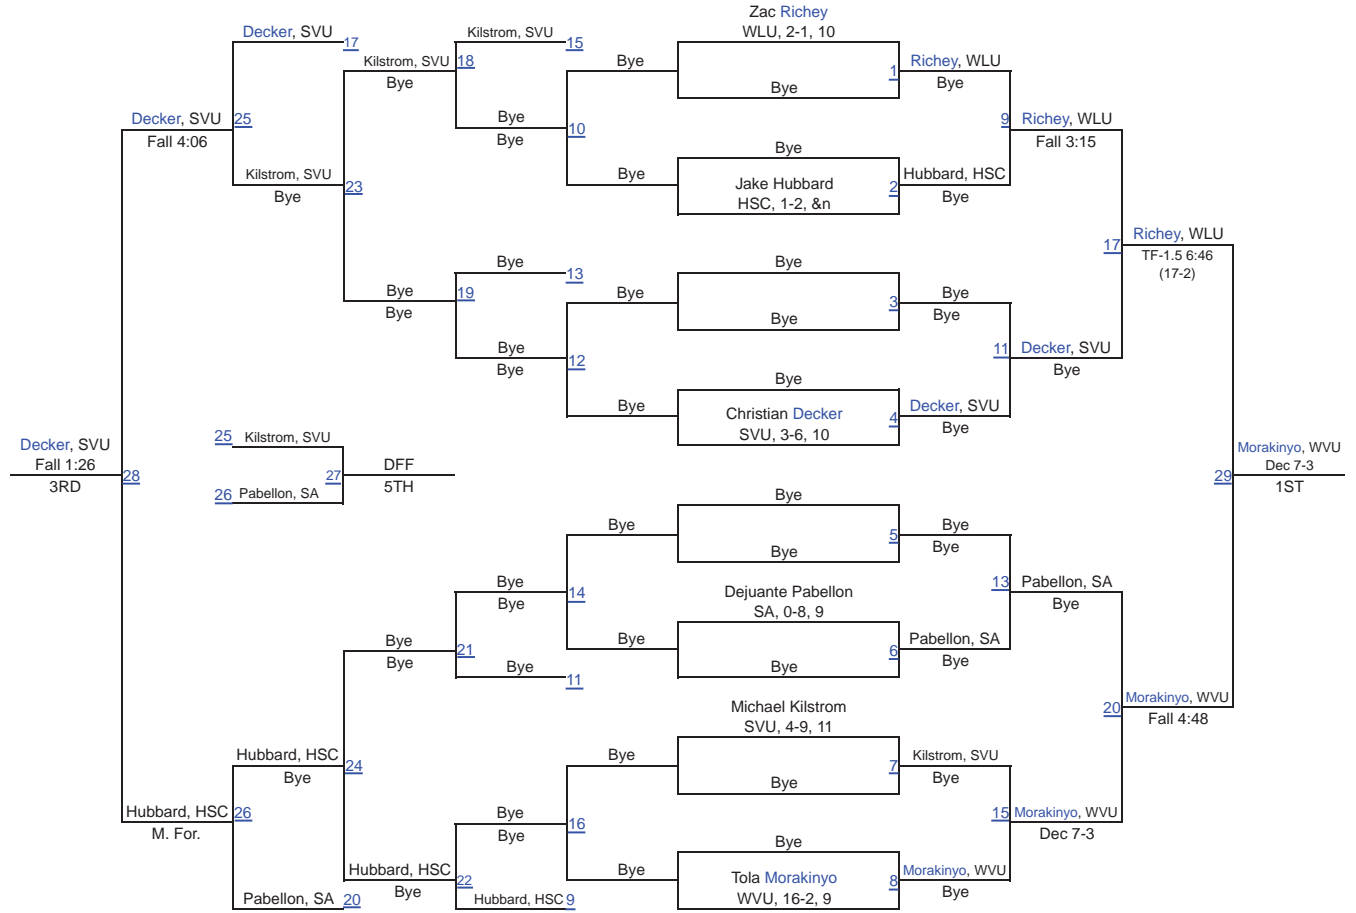 Zac Richey
WLU, 2-1, 10
Decker, SVU
17
Kilstrom, SVU
15
Kilstrom, SVU
18
Bye
Bye
1
Richey, WLU
Bye
Bye
Decker, SVU
25
Fall 4:06
Bye
10
Bye
9
Richey, WLU
Fall 3:15
Bye
Kilstrom, SVU
23
Bye
Bye
Jake Hubbard
HSC, 1-2, &n
2
Hubbard, HSC
Bye
17
Richey, WLU
TF-1.5 6:46
(17-2)
Bye
13
Bye
19
Bye
Bye
3
Bye
Bye
Bye
Bye
12
Bye
11
Decker, SVU
Bye
Bye
Bye
Christian Decker
SVU, 3-6, 10
4
Decker, SVU
Bye
Decker, SVU
Fall 1:26
3RD
28
25
Kilstrom, SVU
27
DFF
5TH
26
Pabellon, SA
29
Morakinyo, WVU
Dec 7-3
1ST
Bye
Bye
Bye
5
Bye
Bye
Bye
14
Bye
13
Pabellon, SA
Bye
Dejuante Pabellon
SA, 0-8, 9
Bye
21
Bye
Bye
11
Bye
Bye
6
Pabellon, SA
Bye
20
Morakinyo, WVU
Fall 4:48
Michael Kilstrom
SVU, 4-9, 11
Hubbard, HSC
24
Bye
Bye
Bye
7
Kilstrom, SVU
Bye
Hubbard, HSC
26
M. For.
Bye
16
Bye
15
Morakinyo, WVU
Dec 7-3
Bye
Hubbard, HSC
22
Bye
Bye
Tola Morakinyo
WVU, 16-2, 9
8
Morakinyo, WVU
Bye
Pabellon, SA
20
Hubbard, HSC
9